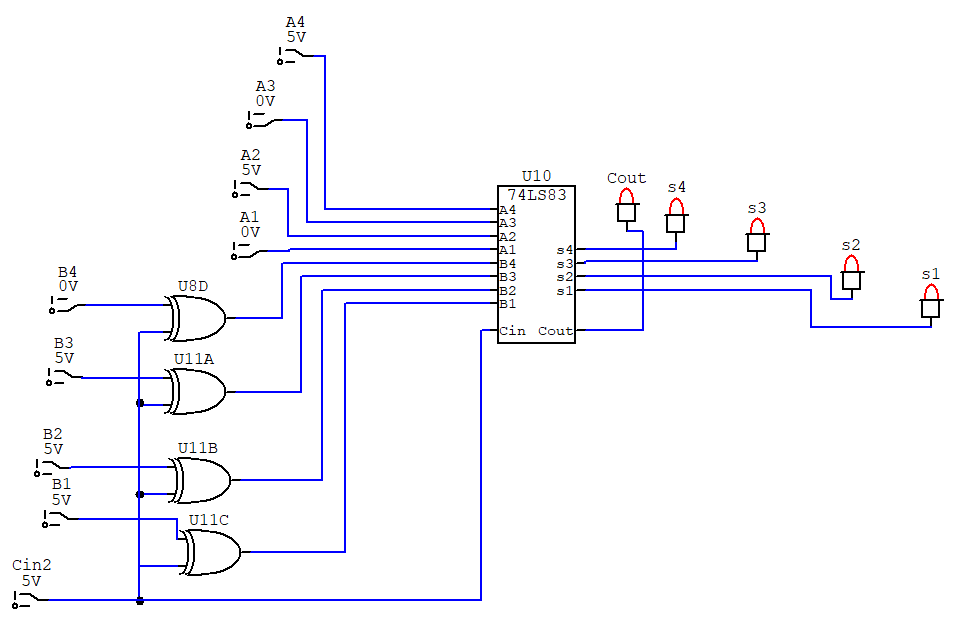 A4
5V
A3
0V
A2
5V
A1
0V
B4
0V
B3
5V
B2
5V
B1
5V
Cin2
5V
U8D
U11A
U11B
U11C
U10
74LS83
A4
A3
A2
A1
B4
B3
B2
B1
Cin
s4
s3
s2
s1
Cout
Cout
s4
s3
s2
s1